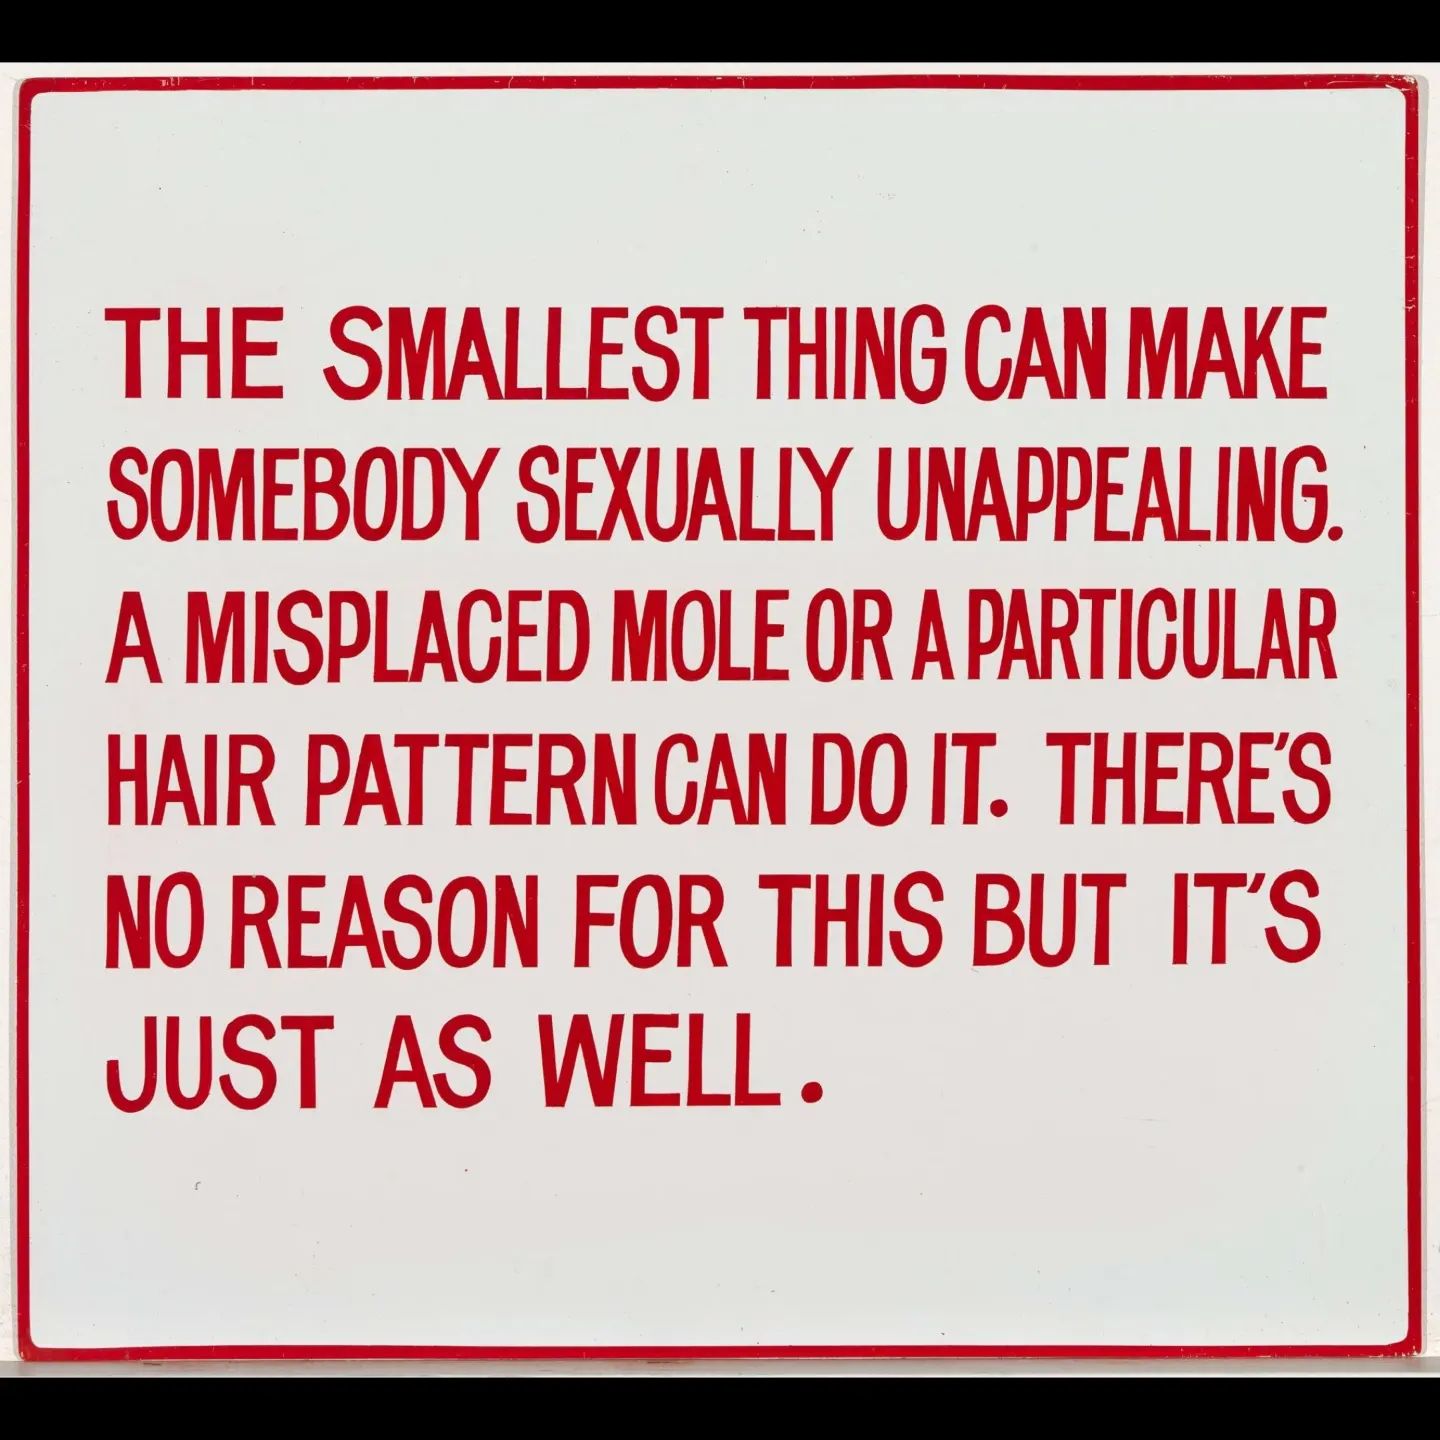 THE SMALLEST THING CAN MAKE
SOMEBODY SEXUALLY UNAPPEALING.
A MISPLACED MOLE OR A PARTICULAR
HAIR PATTERN CAN DO IT. THERE'S
NO REASON FOR THIS BUT IT'S
JUST AS WELL.